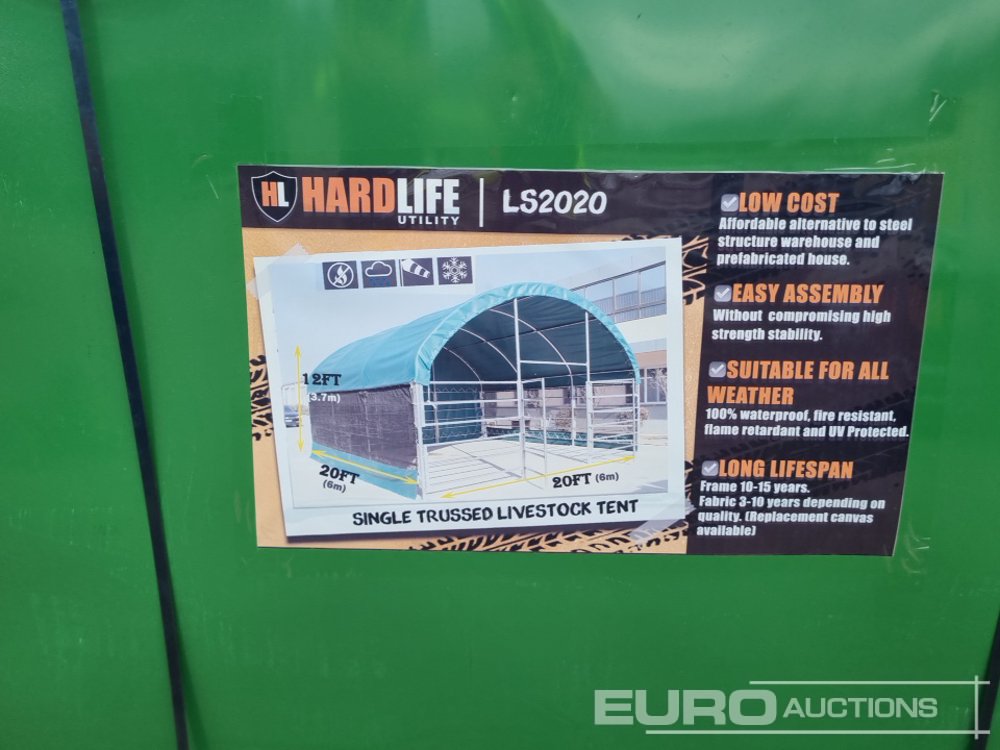 HL HARDLIFE
UTILITY
LS2020
12FT
(3.7m)
20FT
(6m)
20FT (6m)
SINGLE TRUSSED LIVESTOCK TENT
LOW COST
Affordable alternative to steel
structure warehouse and
prefabricated house.
EASY ASSEMBLY
Without compromising high
strength stability.
SUITABLE FOR ALL
WEATHER
100% waterproof, fire resistant,
flame retardant and UV Protected.
LONG LIFESPAN
Frame 10-15 years.
Fabric 3-10 years depending on
quality. (Replacement canvas
available)
EURO AUCTIONS